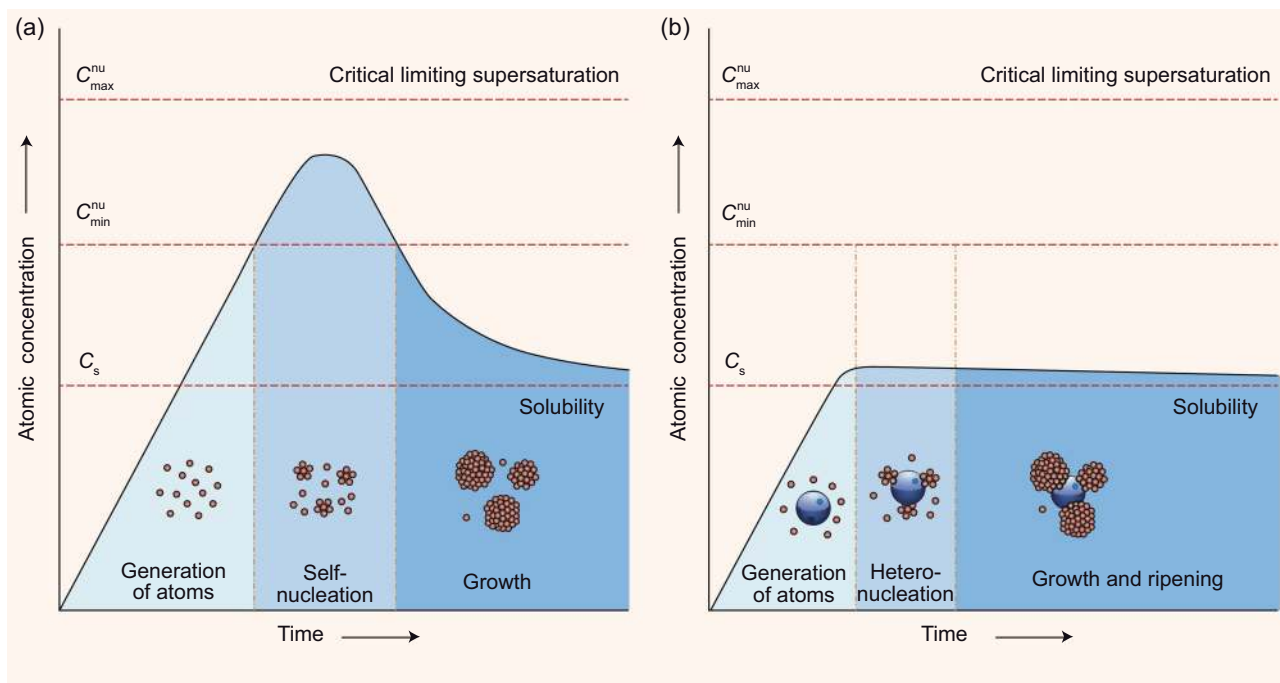 (a)
C^nu_max
Critical limiting supersaturation
C^nu_min
C_s
Solubility
Atomic concentration
Generation
of atoms
Self-
nucleation
Growth
Time
(b)
C^nu_max
Critical limiting supersaturation
C^nu_min
C_s
Solubility
Atomic concentration
Generation
of atoms
Hetero-
nucleation
Growth and ripening
Time